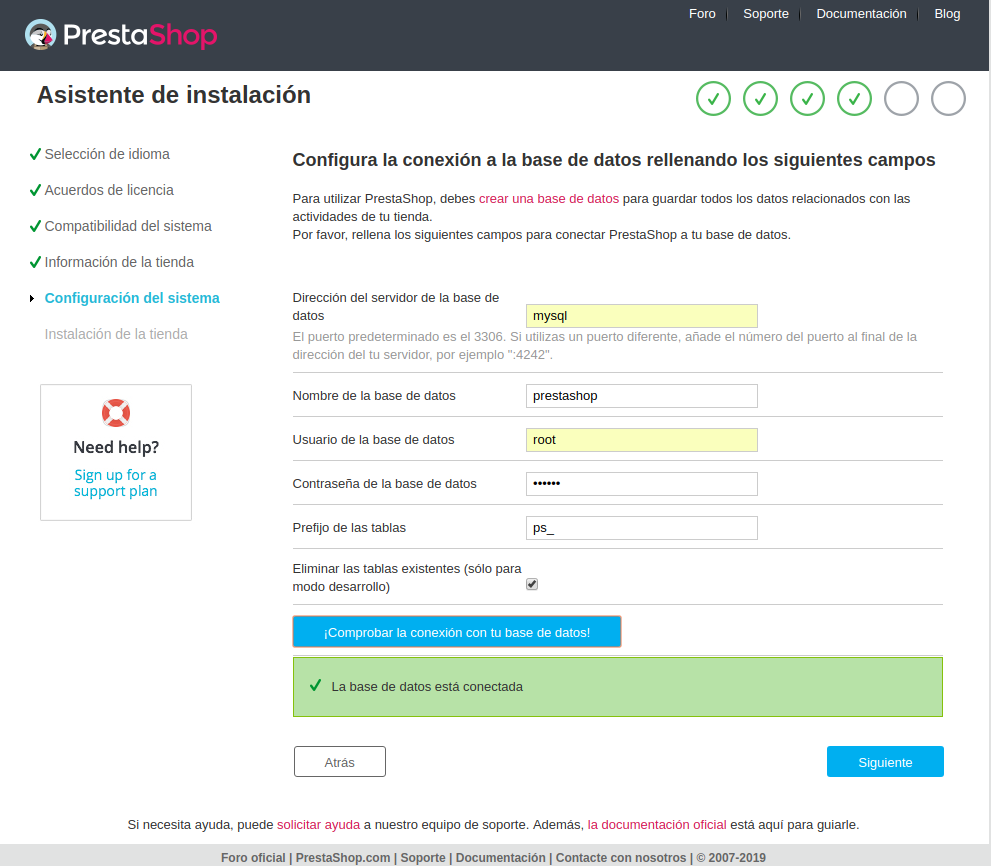 Foro
Soporte
Documentación
Blog
PrestaShop
Asistente de instalación
Selección de idioma
Acuerdos de licencia
Compatibilidad del sistema
Información de la tienda
Configuración del sistema
Instalación de la tienda
Need help?
Sign up for a
support plan
Configura la conexión a la base de datos rellenando los siguientes campos
Para utilizar PrestaShop, debes crear una base de datos para guardar todos los datos relacionados con las
actividades de tu tienda.
Por favor, rellena los siguientes campos para conectar PrestaShop a tu base de datos.
Dirección del servidor de la base de
datos
mysql
El puerto predeterminado es el 3306. Si utilizas un puerto diferente, añade el número del puerto al final de la
dirección del tu servidor, por ejemplo ":4242".
Nombre de la base de datos
prestashop
Usuario de la base de datos
root
Contraseña de la base de datos
••••••
Prefijo de las tablas
ps_
Eliminar las tablas existentes (sólo para
modo desarrollo)
¡Comprobar la conexión con tu base de datos!
La base de datos está conectada
Atrás
Siguiente
Si necesita ayuda, puede solicitar ayuda a nuestro equipo de soporte. Además, la documentación oficial está aquí para guiarle.
Foro oficial | PrestaShop.com | Soporte | Documentación | Contacte con nosotros | © 2007-2019